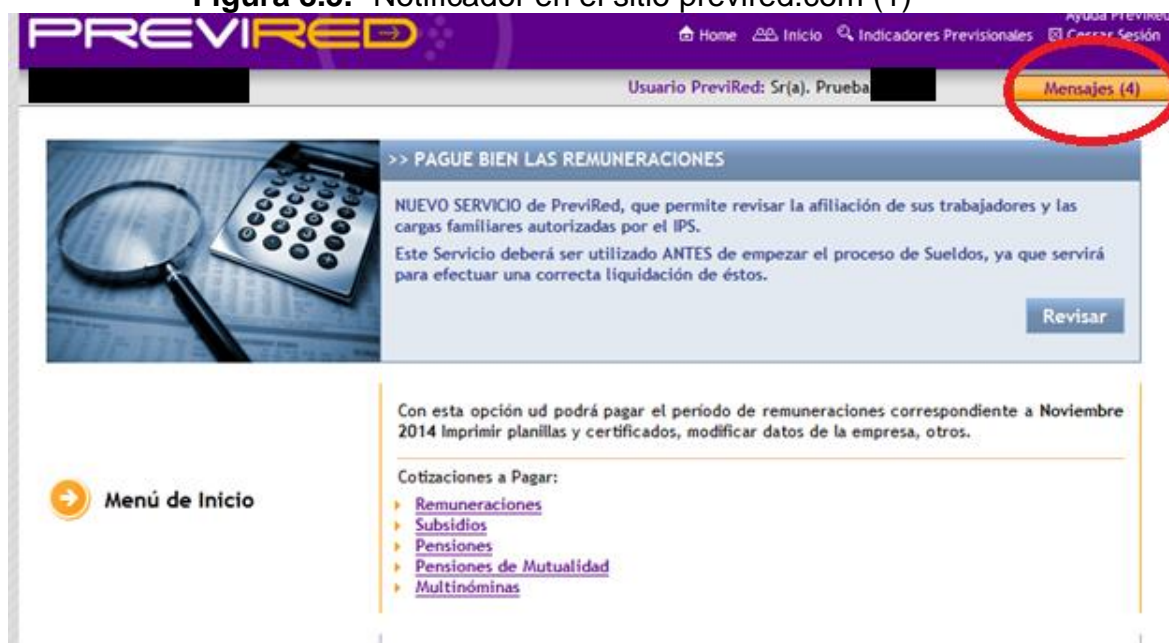 Notificador en el sitio previred.com (1)
PREVIRED
Ayuda PreviRed
Home Inicio Indicadores Previsionales Cerrar Sesión
Usuario PreviRed: Sr(a). Prueba
Mensajes (4)
>> PAGUE BIEN LAS REMUNERACIONES
NUEVO SERVICIO de PreviRed, que permite revisar la afiliación de sus trabajadores y las
cargas familiares autorizadas por el IPS.
Este Servicio deberá ser utilizado ANTES de empezar el proceso de Sueldos, ya que servirá
para efectuar una correcta liquidación de éstos.
Revisar
Con esta opción ud podrá pagar el período de remuneraciones correspondiente a Noviembre
2014 Imprimir planillas y certificados, modificar datos de la empresa, otros.
Menú de Inicio
Cotizaciones a Pagar:
Remuneraciones
Subsidios
Pensiones
Pensiones de Mutualidad
Multinóminas